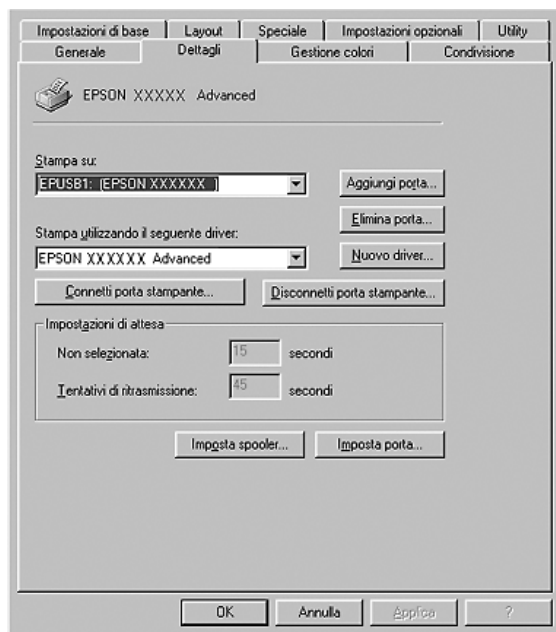 Impostazioni di base Layout Speciale Impostazioni opzionali Utility
Generale Dettagli Gestione colori Condivisione
EPSON XXXXX Advanced
Stampa su:
EPUSB1: (EPSON XXXXXX )
Aggiungi porta...
Elimina porta...
Stampa utilizzando il seguente driver:
EPSON XXXXXX Advanced
Nuovo driver...
Connetti porta stampante... Disconnetti porta stampante...
Impostazioni di attesa
Non selezionata: 15 secondi
Tentativi di ritrasmissione: 45 secondi
Imposta spooler... Imposta porta...
OK Annulla Applica ?